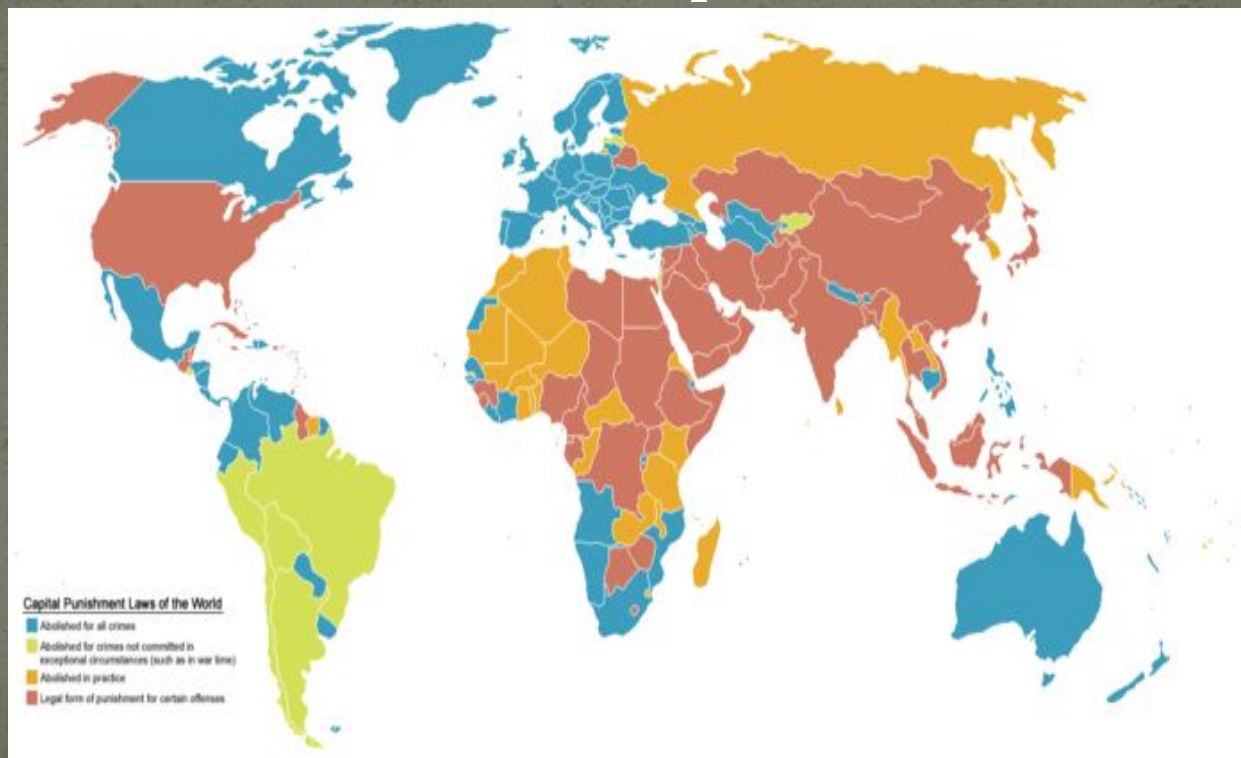 Capital Punishment Laws of the World
Abolished for all crimes
Abolished for crimes not committed in
exceptional circumstances (such as in war time)
Abolished in practice
Legal form of punishment for certain offenses